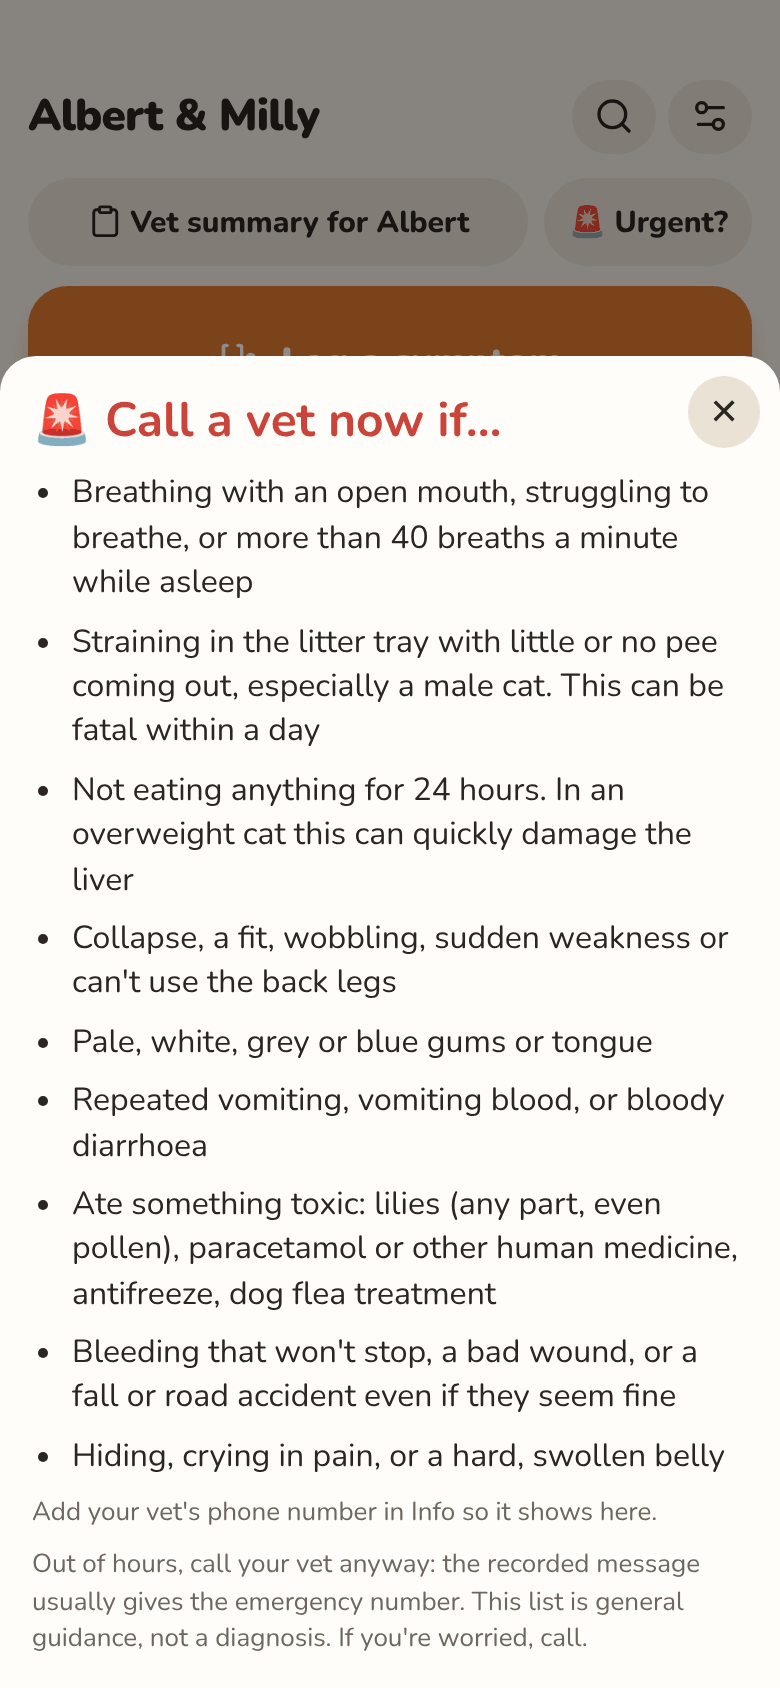 Albert & Milly
Vet summary for Albert
Urgent?
Call a vet now if...
• Breathing with an open mouth, struggling to
breathe, or more than 40 breaths a minute
while asleep
• Straining in the litter tray with little or no pee
coming out, especially a male cat. This can be
fatal within a day
• Not eating anything for 24 hours. In an
overweight cat this can quickly damage the
liver
• Collapse, a fit, wobbling, sudden weakness or
can't use the back legs
• Pale, white, grey or blue gums or tongue
• Repeated vomiting, vomiting blood, or bloody
diarrhoea
• Ate something toxic: lilies (any part, even
pollen), paracetamol or other human medicine,
antifreeze, dog flea treatment
• Bleeding that won't stop, a bad wound, or a
fall or road accident even if they seem fine
• Hiding, crying in pain, or a hard, swollen belly
Add your vet's phone number in Info so it shows here.
Out of hours, call your vet anyway: the recorded message
usually gives the emergency number. This list is general
guidance, not a diagnosis. If you're worried, call.